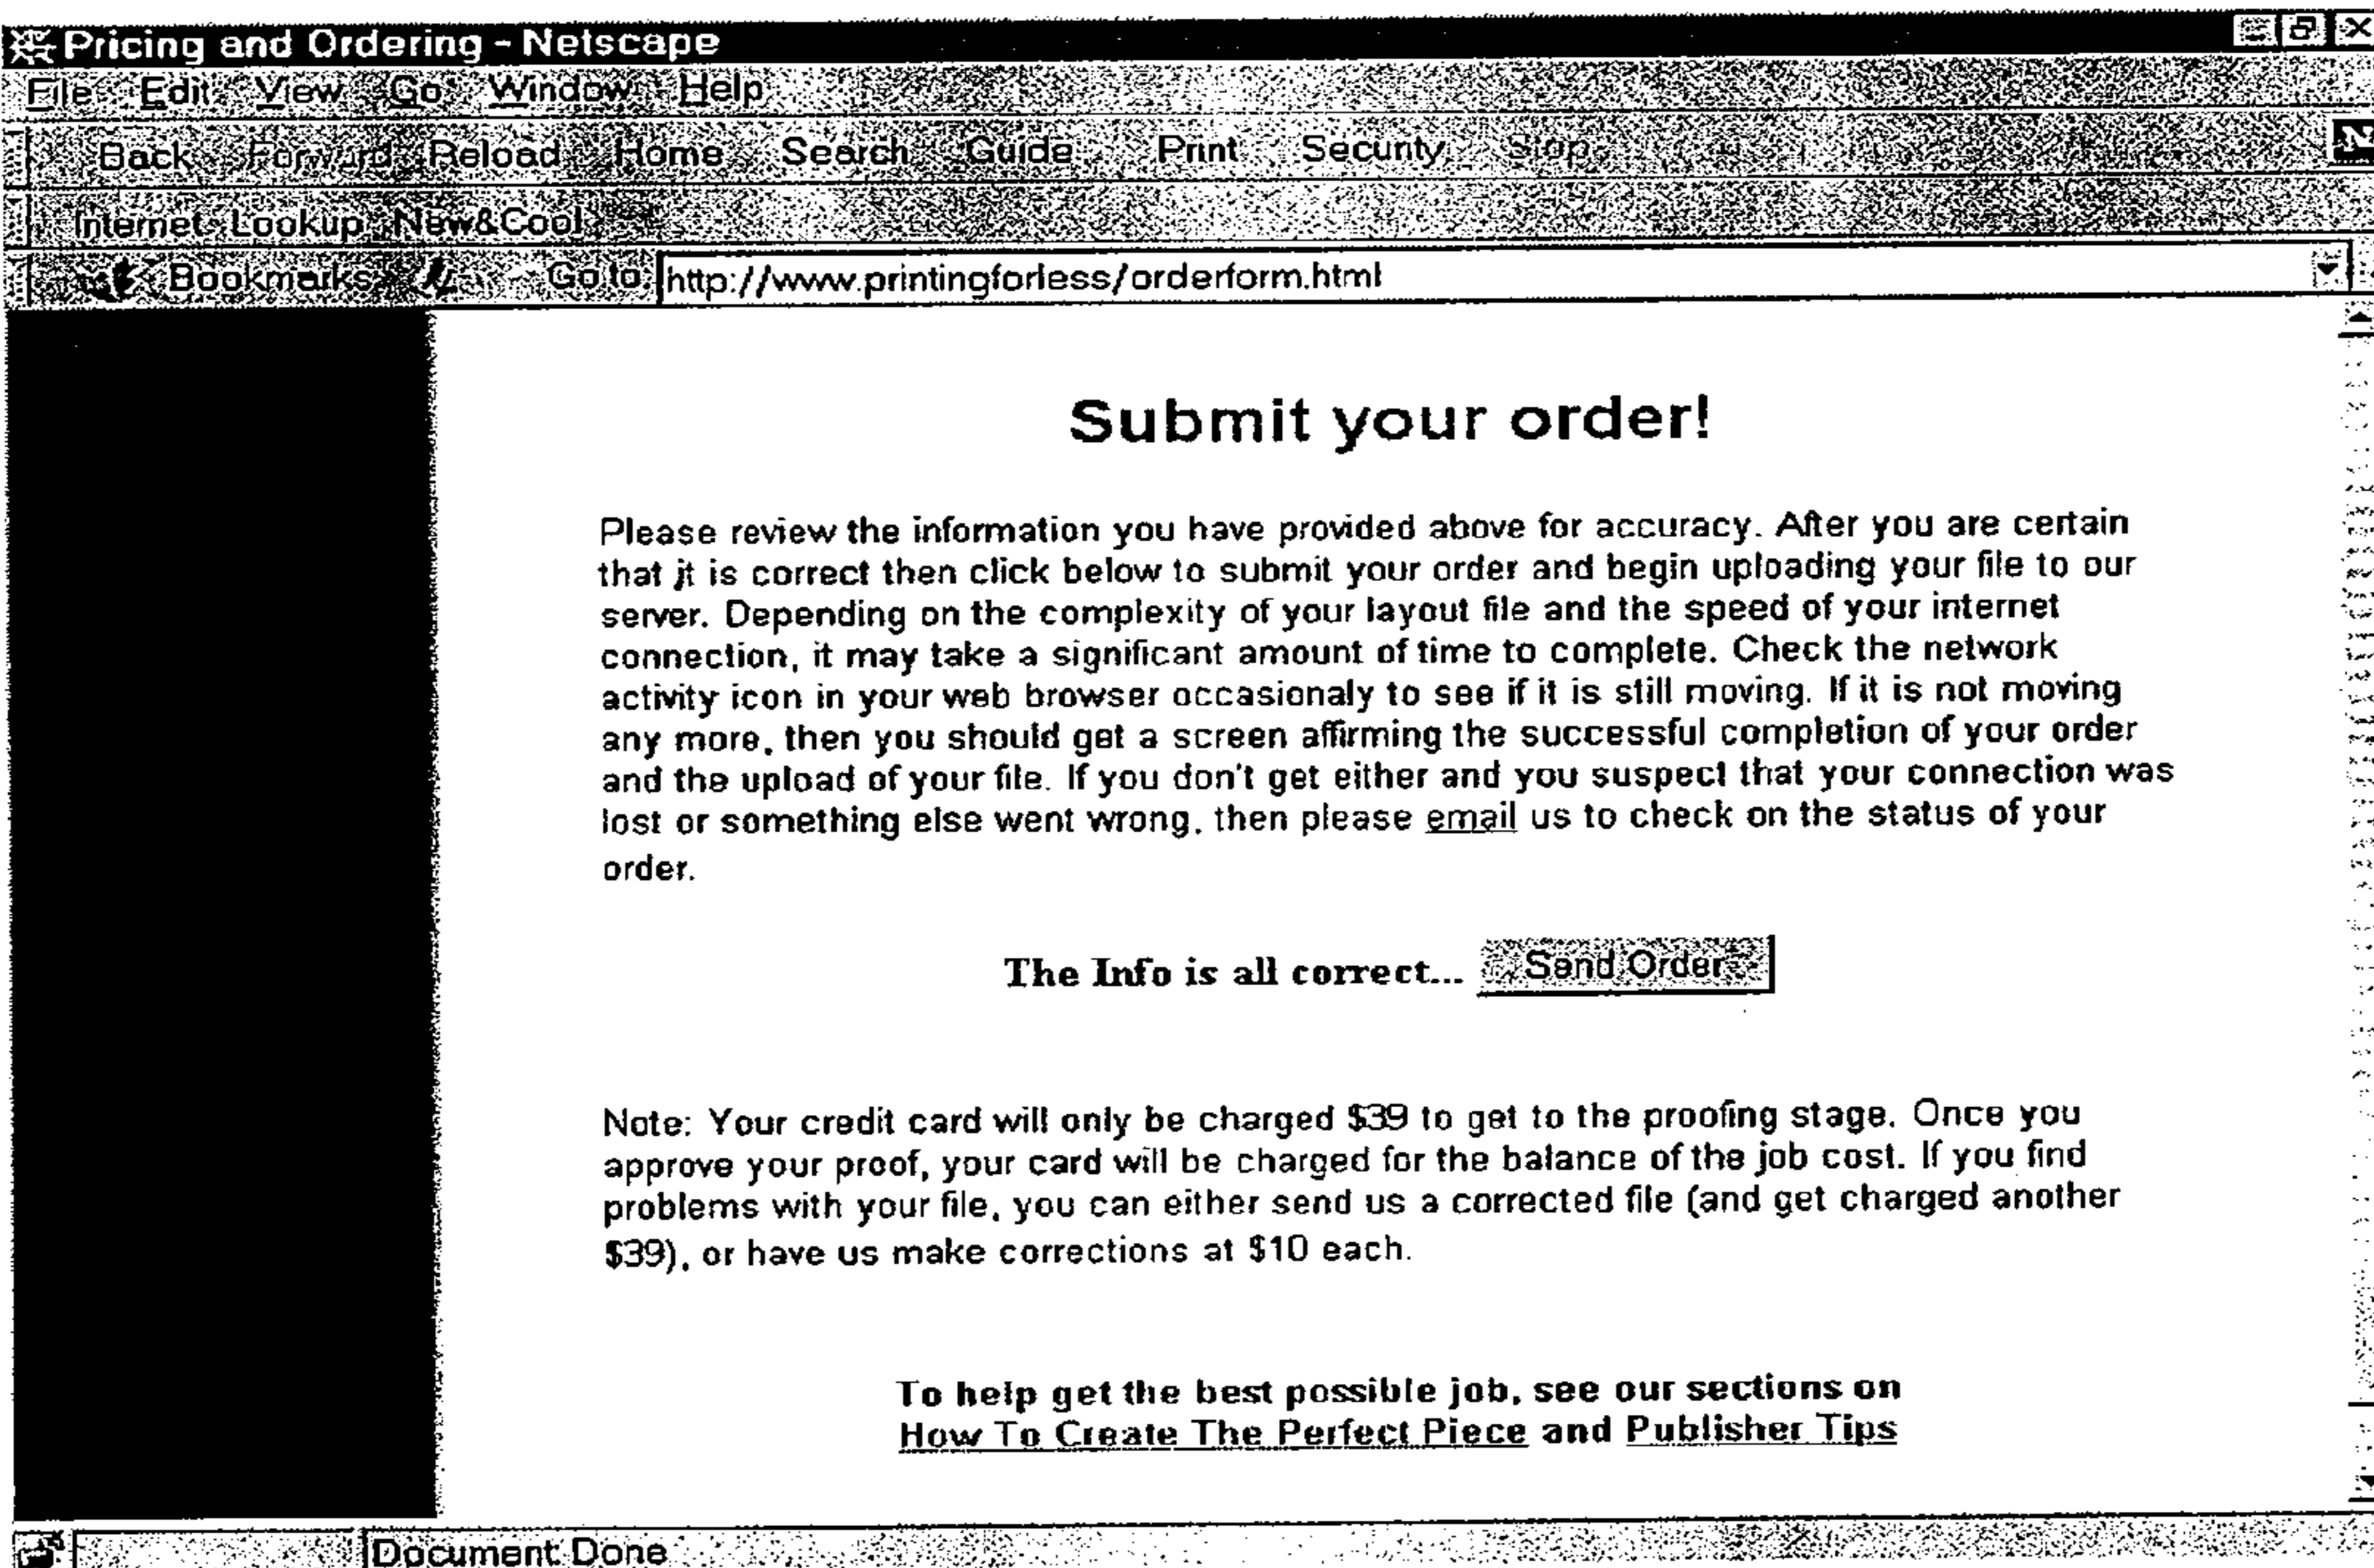 Pricing and Ordering - Netscape
File Edit View Go Window Help
Back Forward Reload Home Search Guide Print Security Stop
Internet Lookup New&Cool
Bookmarks Go to: http://www.printingforless/orderform.html
Submit your order!
Please review the information you have provided above for accuracy. After you are certain
that it is correct then click below to submit your order and begin uploading your file to our
server. Depending on the complexity of your layout file and the speed of your internet
connection, it may take a significant amount of time to complete. Check the network
activity icon in your web browser occasionaly to see if it is still moving. If it is not moving
any more, then you should get a screen affirming the successful completion of your order
and the upload of your file. If you don't get either and you suspect that your connection was
lost or something else went wrong, then please email us to check on the status of your
order.
The Info is all correct... Send Order
Note: Your credit card will only be charged $39 to get to the proofing stage. Once you
approve your proof, your card will be charged for the balance of the job cost. If you find
problems with your file, you can either send us a corrected file (and get charged another
$39), or have us make corrections at $10 each.
To help get the best possible job, see our sections on
How To Create The Perfect Piece and Publisher Tips
Document: Done